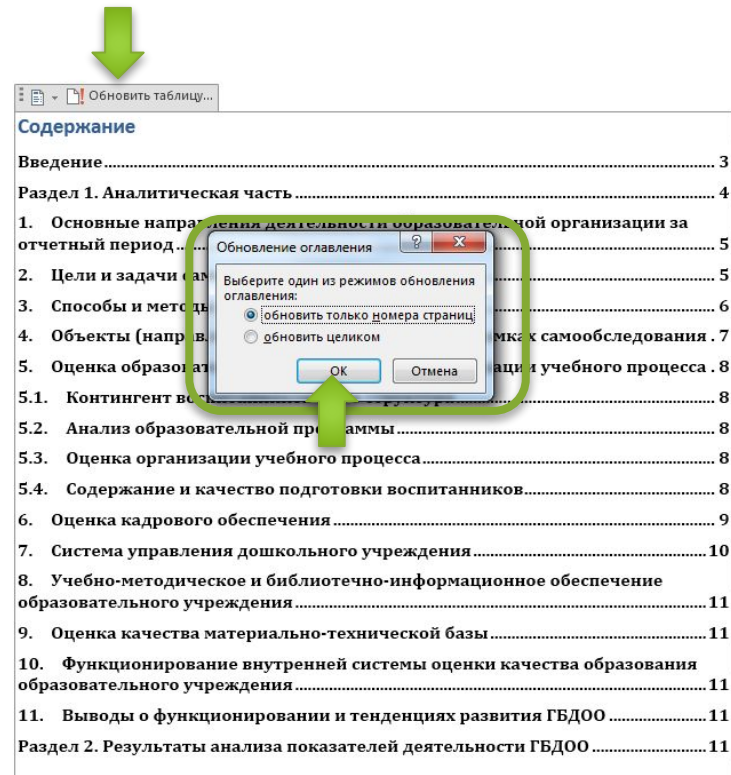 Обновить таблицу...
Содержание
Введение 3
Раздел 1. Аналитическая часть 4
1. Основные направления деятельности образовательной организации за
отчетный период 5
2. Цели и задачи 5
3. Способы и методы 6
4. Объекты мках самообследования . 7
5. Оценка ции учебного процесса . 8
5.1. Контингент 8
5.2. Анализ образовательной программы 8
5.3. Оценка организации учебного процесса 8
5.4. Содержание и качество подготовки воспитанников 8
6. Оценка кадрового обеспечения 9
7. Система управления дошкольного учреждения 10
8. Учебно-методическое и библиотечно-информационное обеспечение
образовательного учреждения 11
9. Оценка качества материально-технической базы 11
10. Функционирование внутренней системы оценки качества образования
образовательного учреждения 11
11. Выводы о функционировании и тенденциях развития ГБДОО 11
Раздел 2. Результаты анализа показателей деятельности ГБДОО 11
Обновление оглавления
Выберите один из режимов обновления
оглавления:
обновить только номера страниц
обновить целиком
ОК Отмена